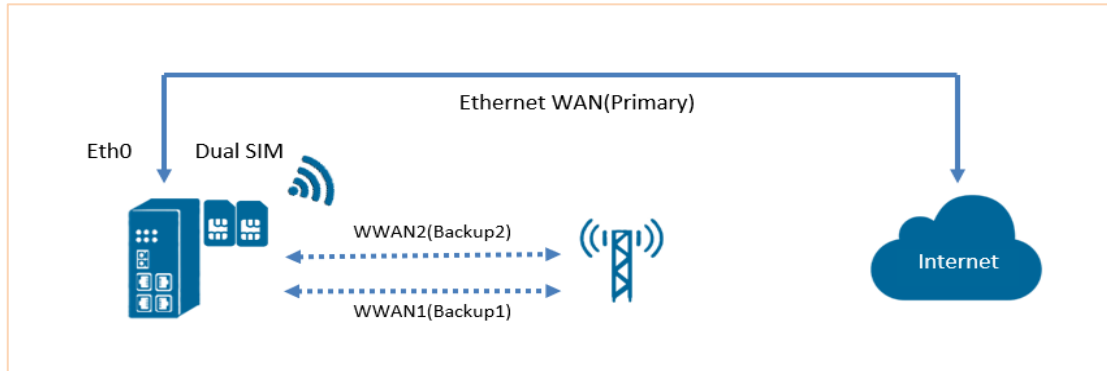 Ethernet WAN(Primary)
Eth0
Dual SIM
WWAN2(Backup2)
Internet
WWAN1(Backup1)